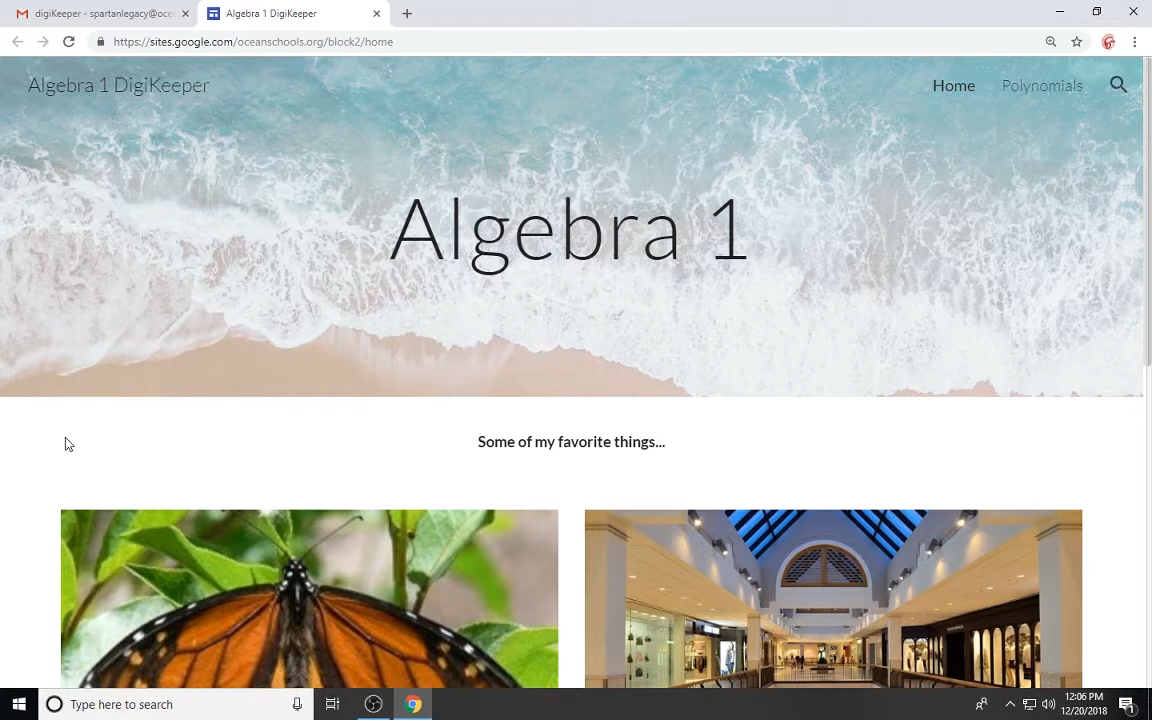 digiKeeper - spartanlegacy@oce
Algebra 1 DigiKeeper
https://sites.google.com/oceanschools.org/block2/home
Algebra 1 DigiKeeper
Home
Polynomials
Algebra 1
Some of my favorite things...
Type here to search
12:06 PM
12/20/2018
1